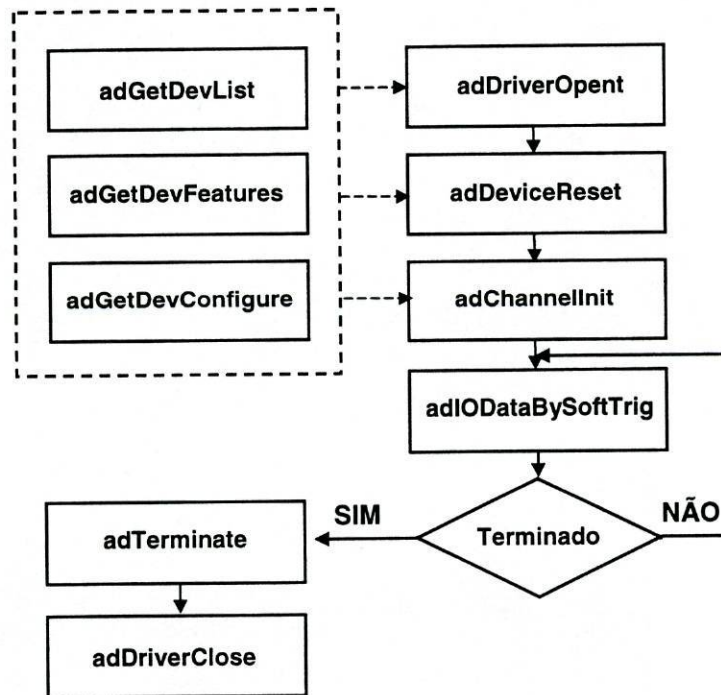 adGetDevList
adDriverOpent
adGetDevFeatures
adDeviceReset
adGetDevConfigure
adChannelInit
adIODataBySoftTrig
SIM
NÃO
Terminado
adTerminate
adDriverClose